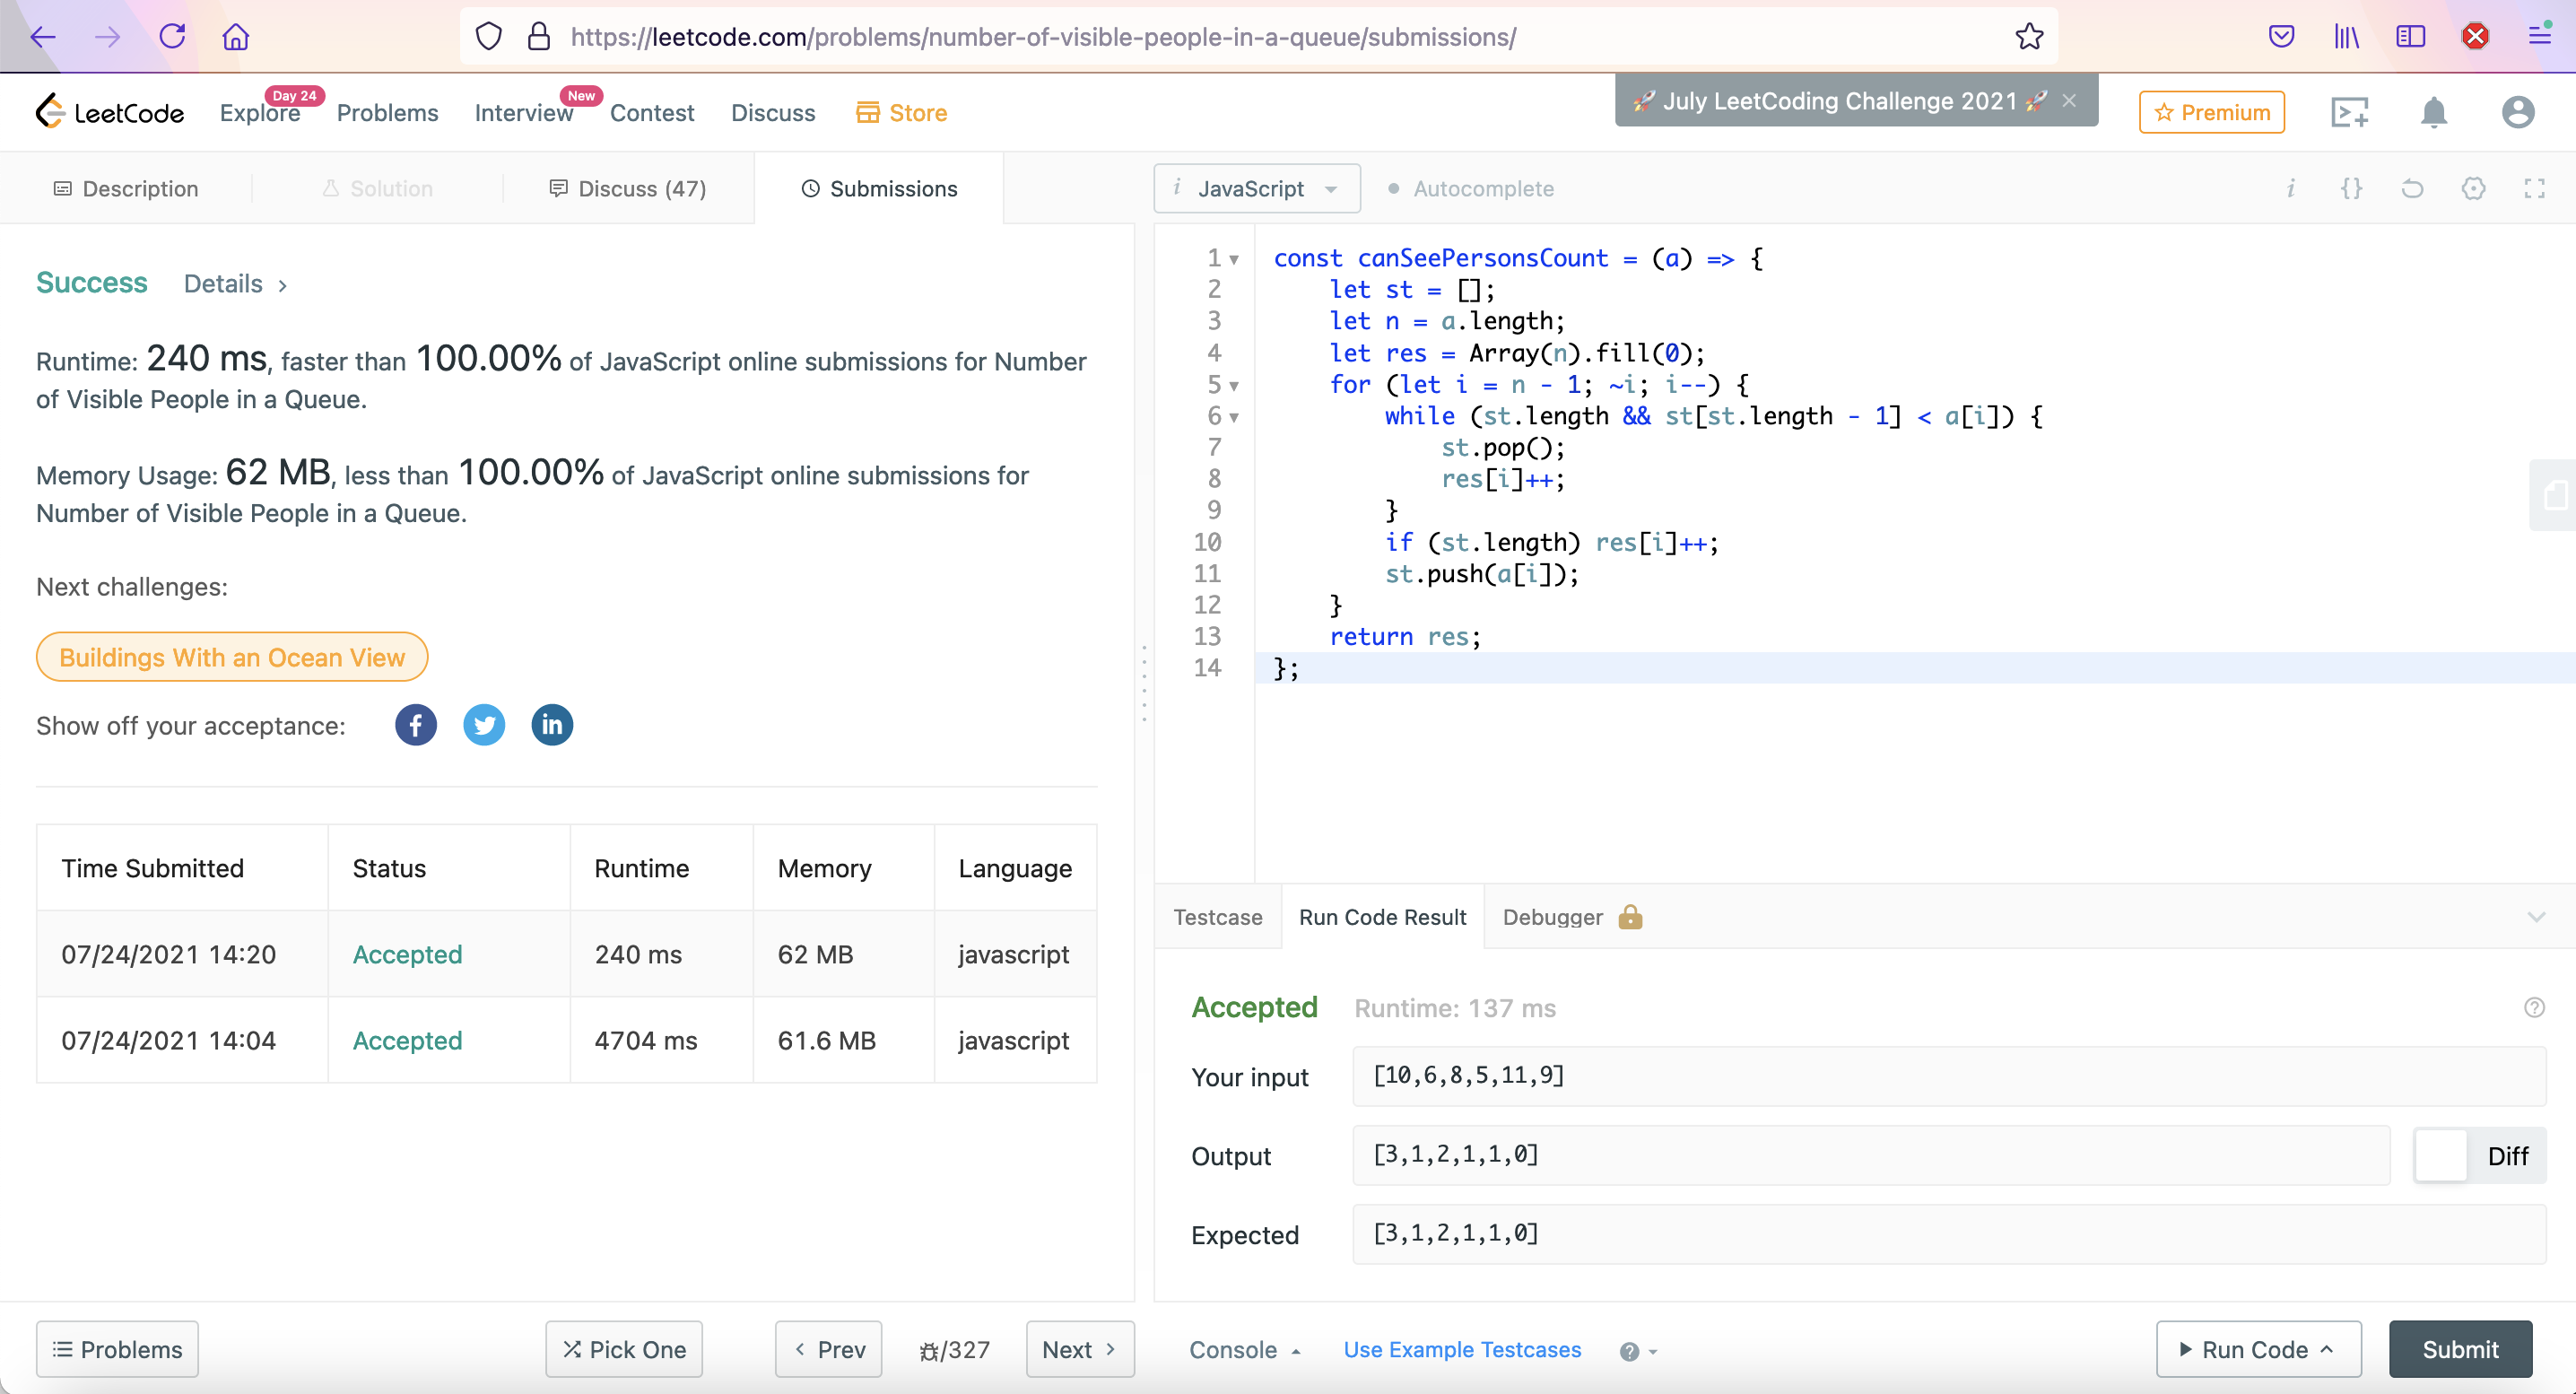 https://leetcode.com/problems/number-of-visible-people-in-a-queue/submissions/
LeetCode
Explore
Day 24
Problems
Interview
New
Contest
Discuss
Store
🚀 July LeetCoding Challenge 2021 🚀
Premium
Description
Solution
Discuss (47)
Submissions
i JavaScript
Autocomplete
Success Details
Runtime: 240 ms, faster than 100.00% of JavaScript online submissions for Number
of Visible People in a Queue.
Memory Usage: 62 MB, less than 100.00% of JavaScript online submissions for
Number of Visible People in a Queue.
Next challenges:
Buildings With an Ocean View
Show off your acceptance:
Time Submitted Status Runtime Memory Language
07/24/2021 14:20 Accepted 240 ms 62 MB javascript
07/24/2021 14:04 Accepted 4704 ms 61.6 MB javascript
1 const canSeePersonsCount = (a) => {
2 let st = [];
3 let n = a.length;
4 let res = Array(n).fill(0);
5 for (let i = n - 1; ~i; i--) {
6 while (st.length && st[st.length - 1] < a[i]) {
7 st.pop();
8 res[i]++;
9 }
10 if (st.length) res[i]++;
11 st.push(a[i]);
12 }
13 return res;
14 };
Testcase Run Code Result Debugger
Accepted Runtime: 137 ms
Your input [10,6,8,5,11,9]
Output [3,1,2,1,1,0] Diff
Expected [3,1,2,1,1,0]
Problems
Pick One
Prev
/327
Next
Console
Use Example Testcases
Run Code
Submit